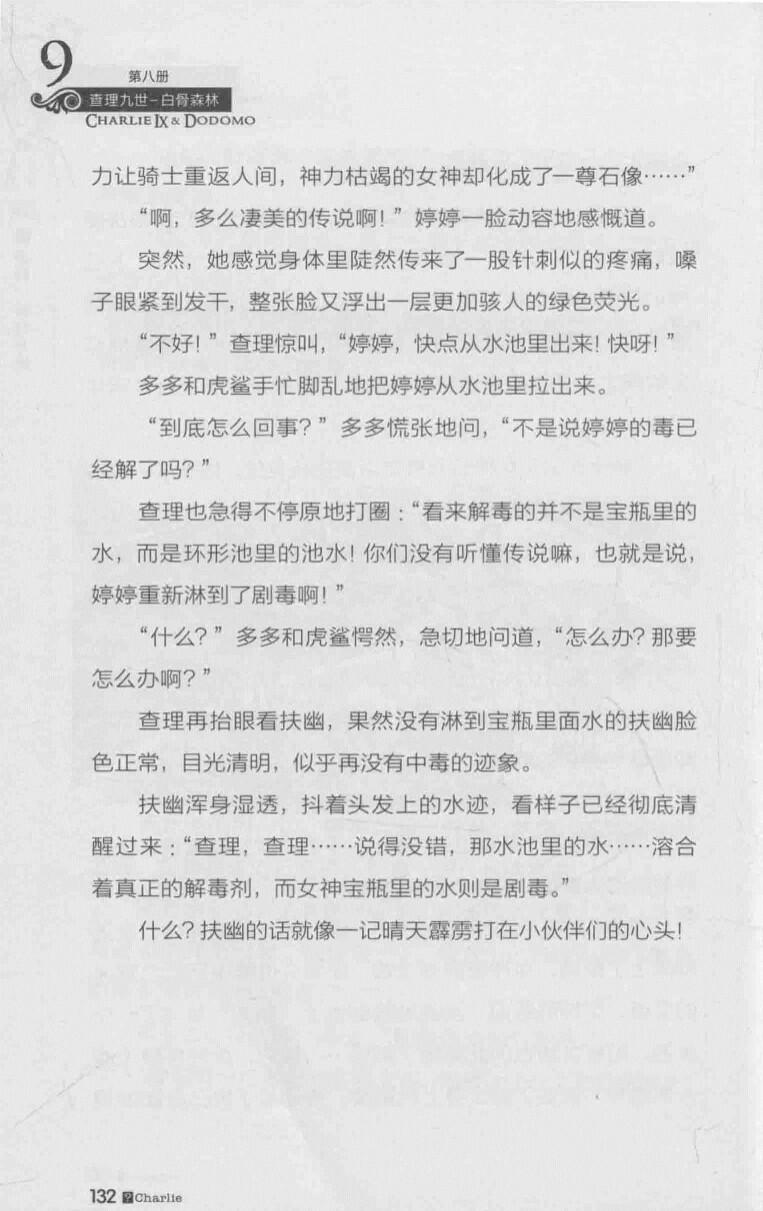 9
第八册
查理九世-白骨森林
CHARLIE IX & DODOMO
力让骑士重返人间，神力枯竭的女神却化成了一尊石像……”
“啊，多么凄美的传说啊！”婷婷一脸动容地感慨道。
突然，她感觉身体里陡然传来了一股针刺似的疼痛，嗓
子眼紧到发干，整张脸又浮出一层更加骇人的绿色荧光。
“不好！”查理惊叫，“婷婷，快点从水池里出来！快呀！”
多多和虎鲨手忙脚乱地把婷婷从水池里拉出来。
“到底怎么回事？”多多慌张地问，“不是说婷婷的毒已
经解了吗？”
查理也急得不停原地打圈：“看来解毒的并不是宝瓶里的
水，而是环形池里的池水！你们没有听懂传说嘛，也就是说，
婷婷重新淋到了剧毒啊！”
“什么？”多多和虎鲨愕然，急切地问道，“怎么办？那要
怎么办啊？”
查理再抬眼看扶幽，果然没有淋到宝瓶里面水的扶幽脸
色正常，目光清明，似乎再没有中毒的迹象。
扶幽浑身湿透，抖着头发上的水迹，看样子已经彻底清
醒过来：“查理，查理……说得没错，那水池里的水……溶合
着真正的解毒剂，而女神宝瓶里的水则是剧毒。”
什么？扶幽的话就像一记晴天霹雳打在小伙伴们的心头！
132 Charlie